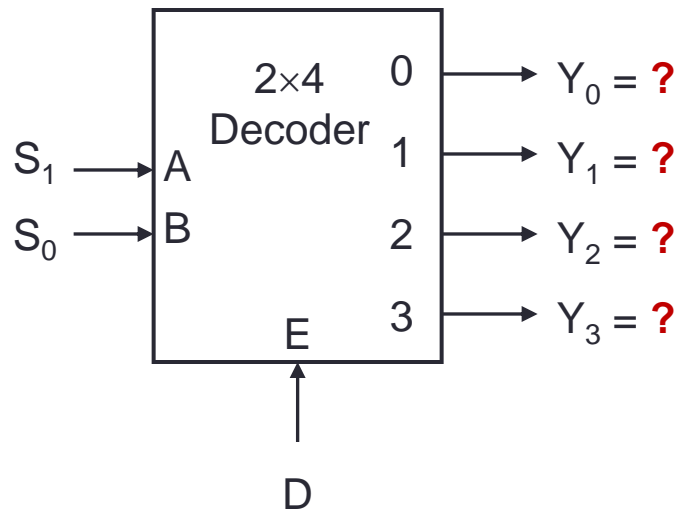 2×4
Decoder
S₁
A
S₀
B
E
D
0
1
2
3
Y₀ = ?
Y₁ = ?
Y₂ = ?
Y₃ = ?